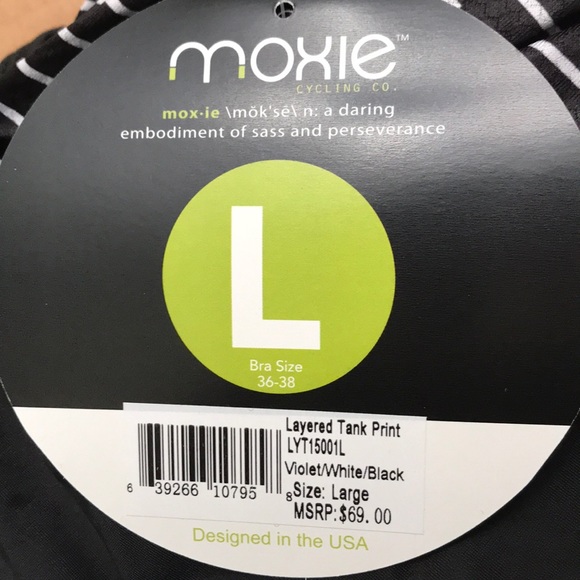 moxie™
CYCLING CO.
mox·ie \mŏk'sē\ n: a daring
embodiment of sass and perseverance
L
Bra Size
36-38
Layered Tank Print
LYT15001L
Violet/White/Black
Size: Large
MSRP:$69.00
6 39266 10795 8
Designed in the USA